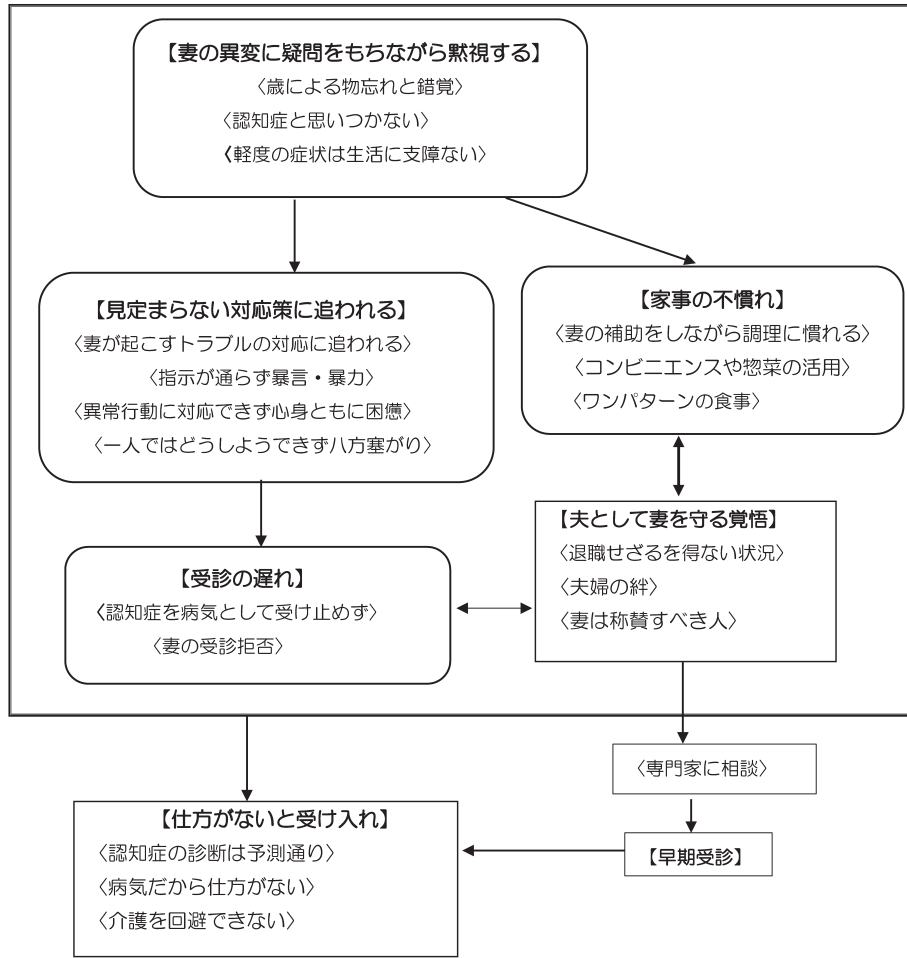 【妻の異変に疑問をもちながら黙視する】
〈歳による物忘れと錯覚〉
〈認知症と思いつかない〉
〈軽度の症状は生活に支障ない〉
【見定まらない対応策に追われる】
〈妻が起こすトラブルの対応に追われる〉
〈指示が通らず暴言・暴力〉
〈異常行動に対応できず心身ともに困憊〉
〈一人ではどうしようできず八方塞がり〉
【家事の不慣れ】
〈妻の補助をしながら調理に慣れる〉
〈コンビニエンスや惣菜の活用〉
〈ワンパターンの食事〉
【受診の遅れ】
〈認知症を病気として受け止めず〉
〈妻の受診拒否〉
【夫として妻を守る覚悟】
〈退職せざるを得ない状況〉
〈夫婦の絆〉
〈妻は称賛すべき人〉
〈専門家に相談〉
【早期受診】
【仕方がないと受け入れ】
〈認知症の診断は予測通り〉
〈病気だから仕方がない〉
〈介護を回避できない〉